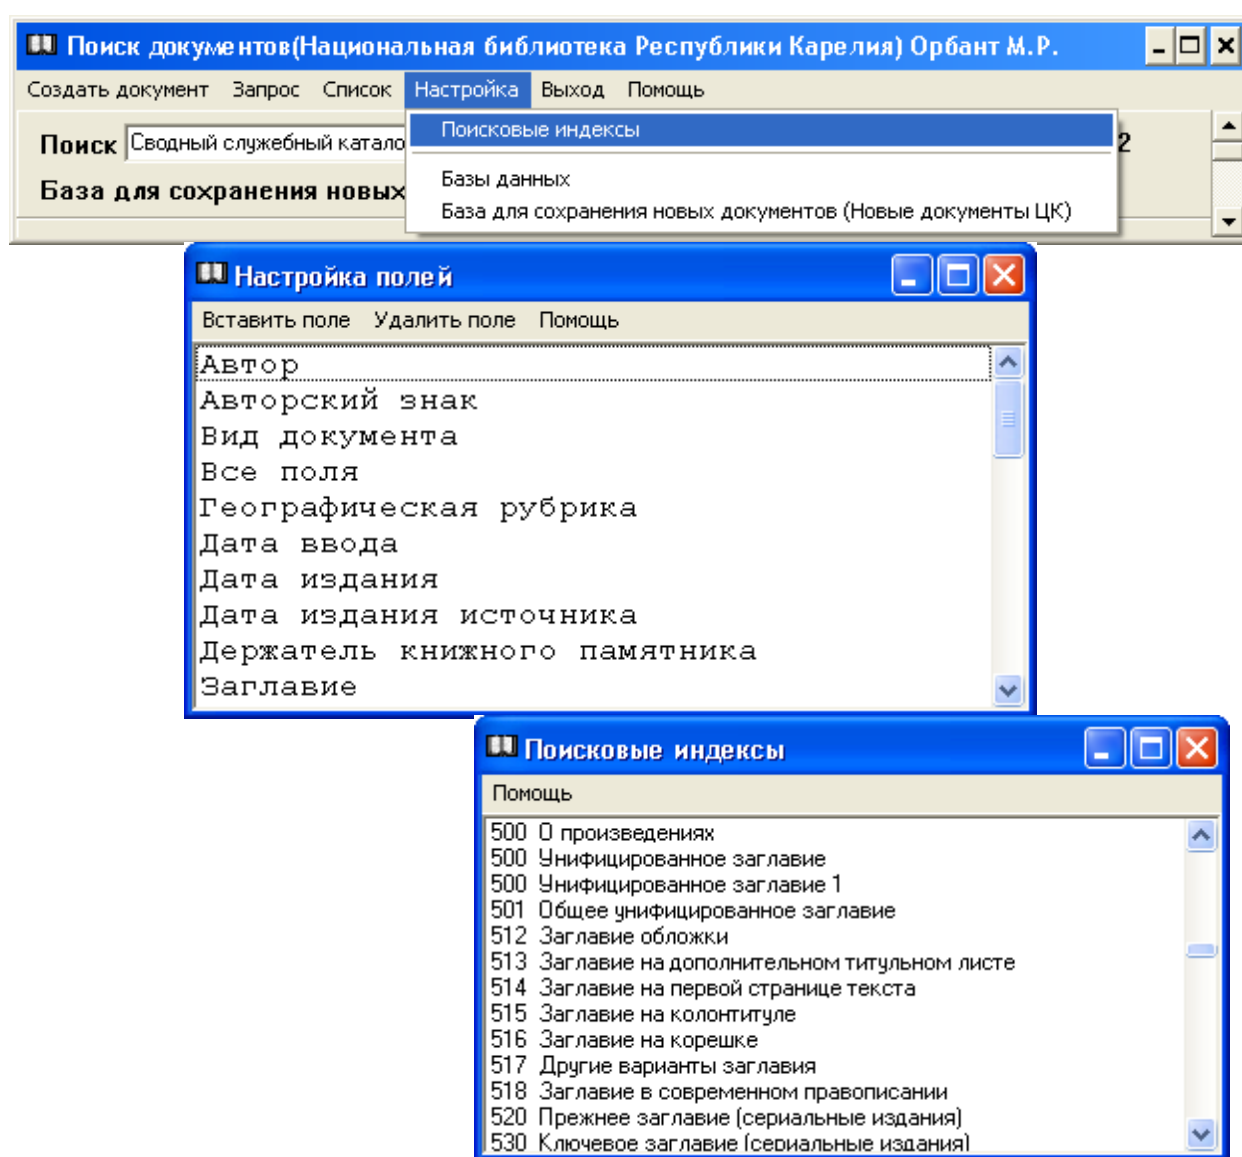 Поиск документов(Национальная библиотека Республики Карелия) Орбант М.Р.
Создать документ Запрос Список Настройка Выход Помощь
Поисковые индексы
Поиск Сводный служебный катало 2
Базы данных
База для сохранения новых
База для сохранения новых документов (Новые документы ЦК)
Настройка полей
Вставить поле Удалить поле Помощь
Автор
Авторский знак
Вид документа
Все поля
Географическая рубрика
Дата ввода
Дата издания
Дата издания источника
Держатель книжного памятника
Заглавие
Поисковые индексы
Помощь
500 О произведениях
500 Унифицированное заглавие
500 Унифицированное заглавие 1
501 Общее унифицированное заглавие
512 Заглавие обложки
513 Заглавие на дополнительном титульном листе
514 Заглавие на первой странице текста
515 Заглавие на колонтитуле
516 Заглавие на корешке
517 Другие варианты заглавия
518 Заглавие в современном правописании
520 Прежнее заглавие (сериальные издания)
530 Ключевое заглавие (сериальные издания)